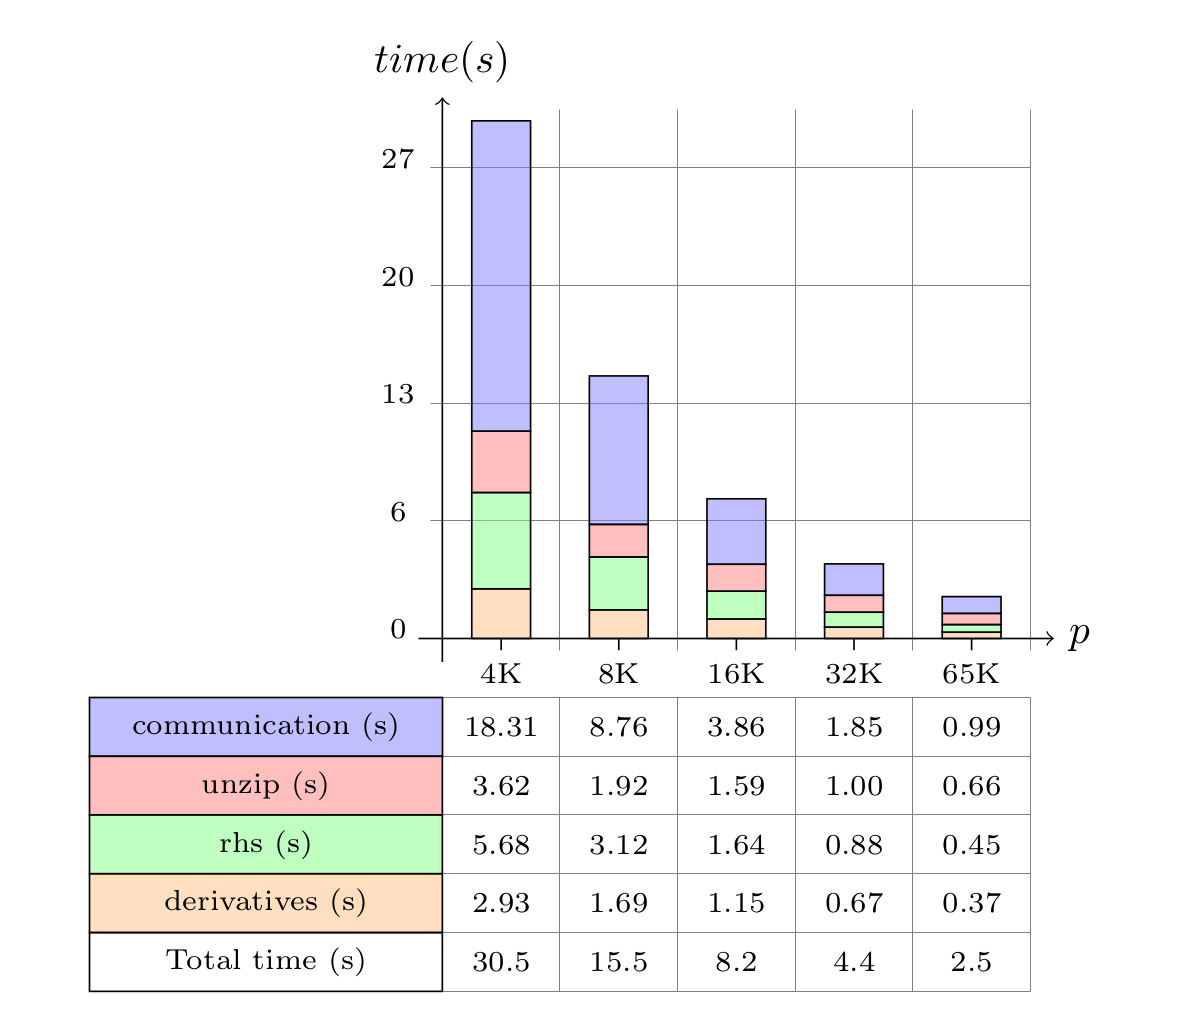 time(s)
27
20
13
6
0
p
4K 8K 16K 32K 65K
communication (s) 18.31 8.76 3.86 1.85 0.99
unzip (s) 3.62 1.92 1.59 1.00 0.66
rhs (s) 5.68 3.12 1.64 0.88 0.45
derivatives (s) 2.93 1.69 1.15 0.67 0.37
Total time (s) 30.5 15.5 8.2 4.4 2.5